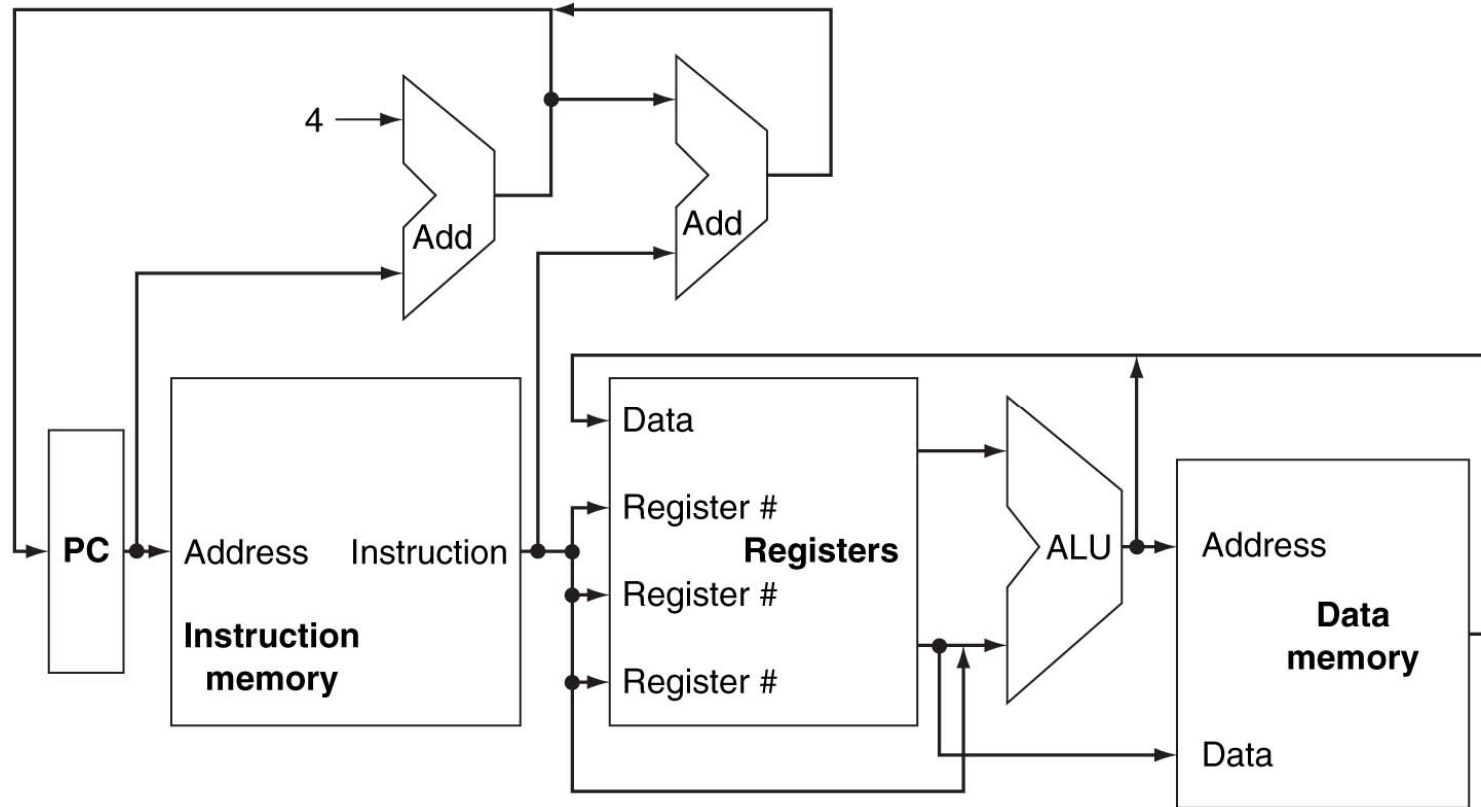 4
Add
Add
Data
Register #
PC
Address
Instruction
Registers
ALU
Address
Register #
Instruction
memory
Data
memory
Register #
Data